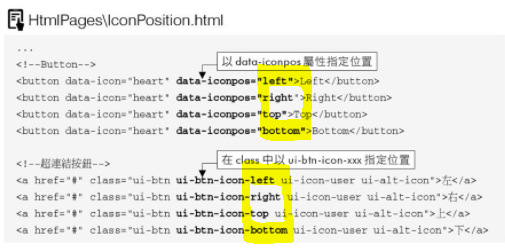 HtmlPages\IconPosition.html
...
<!--Button-->
以 data-iconpos 屬性指定位置
<button data-icon="heart" data-iconpos="left">Left</button>
<button data-icon="heart" data-iconpos="right">Right</button>
<button data-icon="heart" data-iconpos="top">Top</button>
<button data-icon="heart" data-iconpos="bottom">Bottom</button>
<!--超連結按鈕-->
在 class 中以 ui-btn-icon-xxx 指定位置
<a href="#" class="ui-btn ui-btn-icon-left ui-icon-user ui-alt-icon">左</a>
<a href="#" class="ui-btn ui-btn-icon-right ui-icon-user ui-alt-icon">右</a>
<a href="#" class="ui-btn ui-btn-icon-top ui-icon-user ui-alt-icon">上</a>
<a href="#" class="ui-btn ui-btn-icon-bottom ui-icon-user ui-alt-icon">下</a>